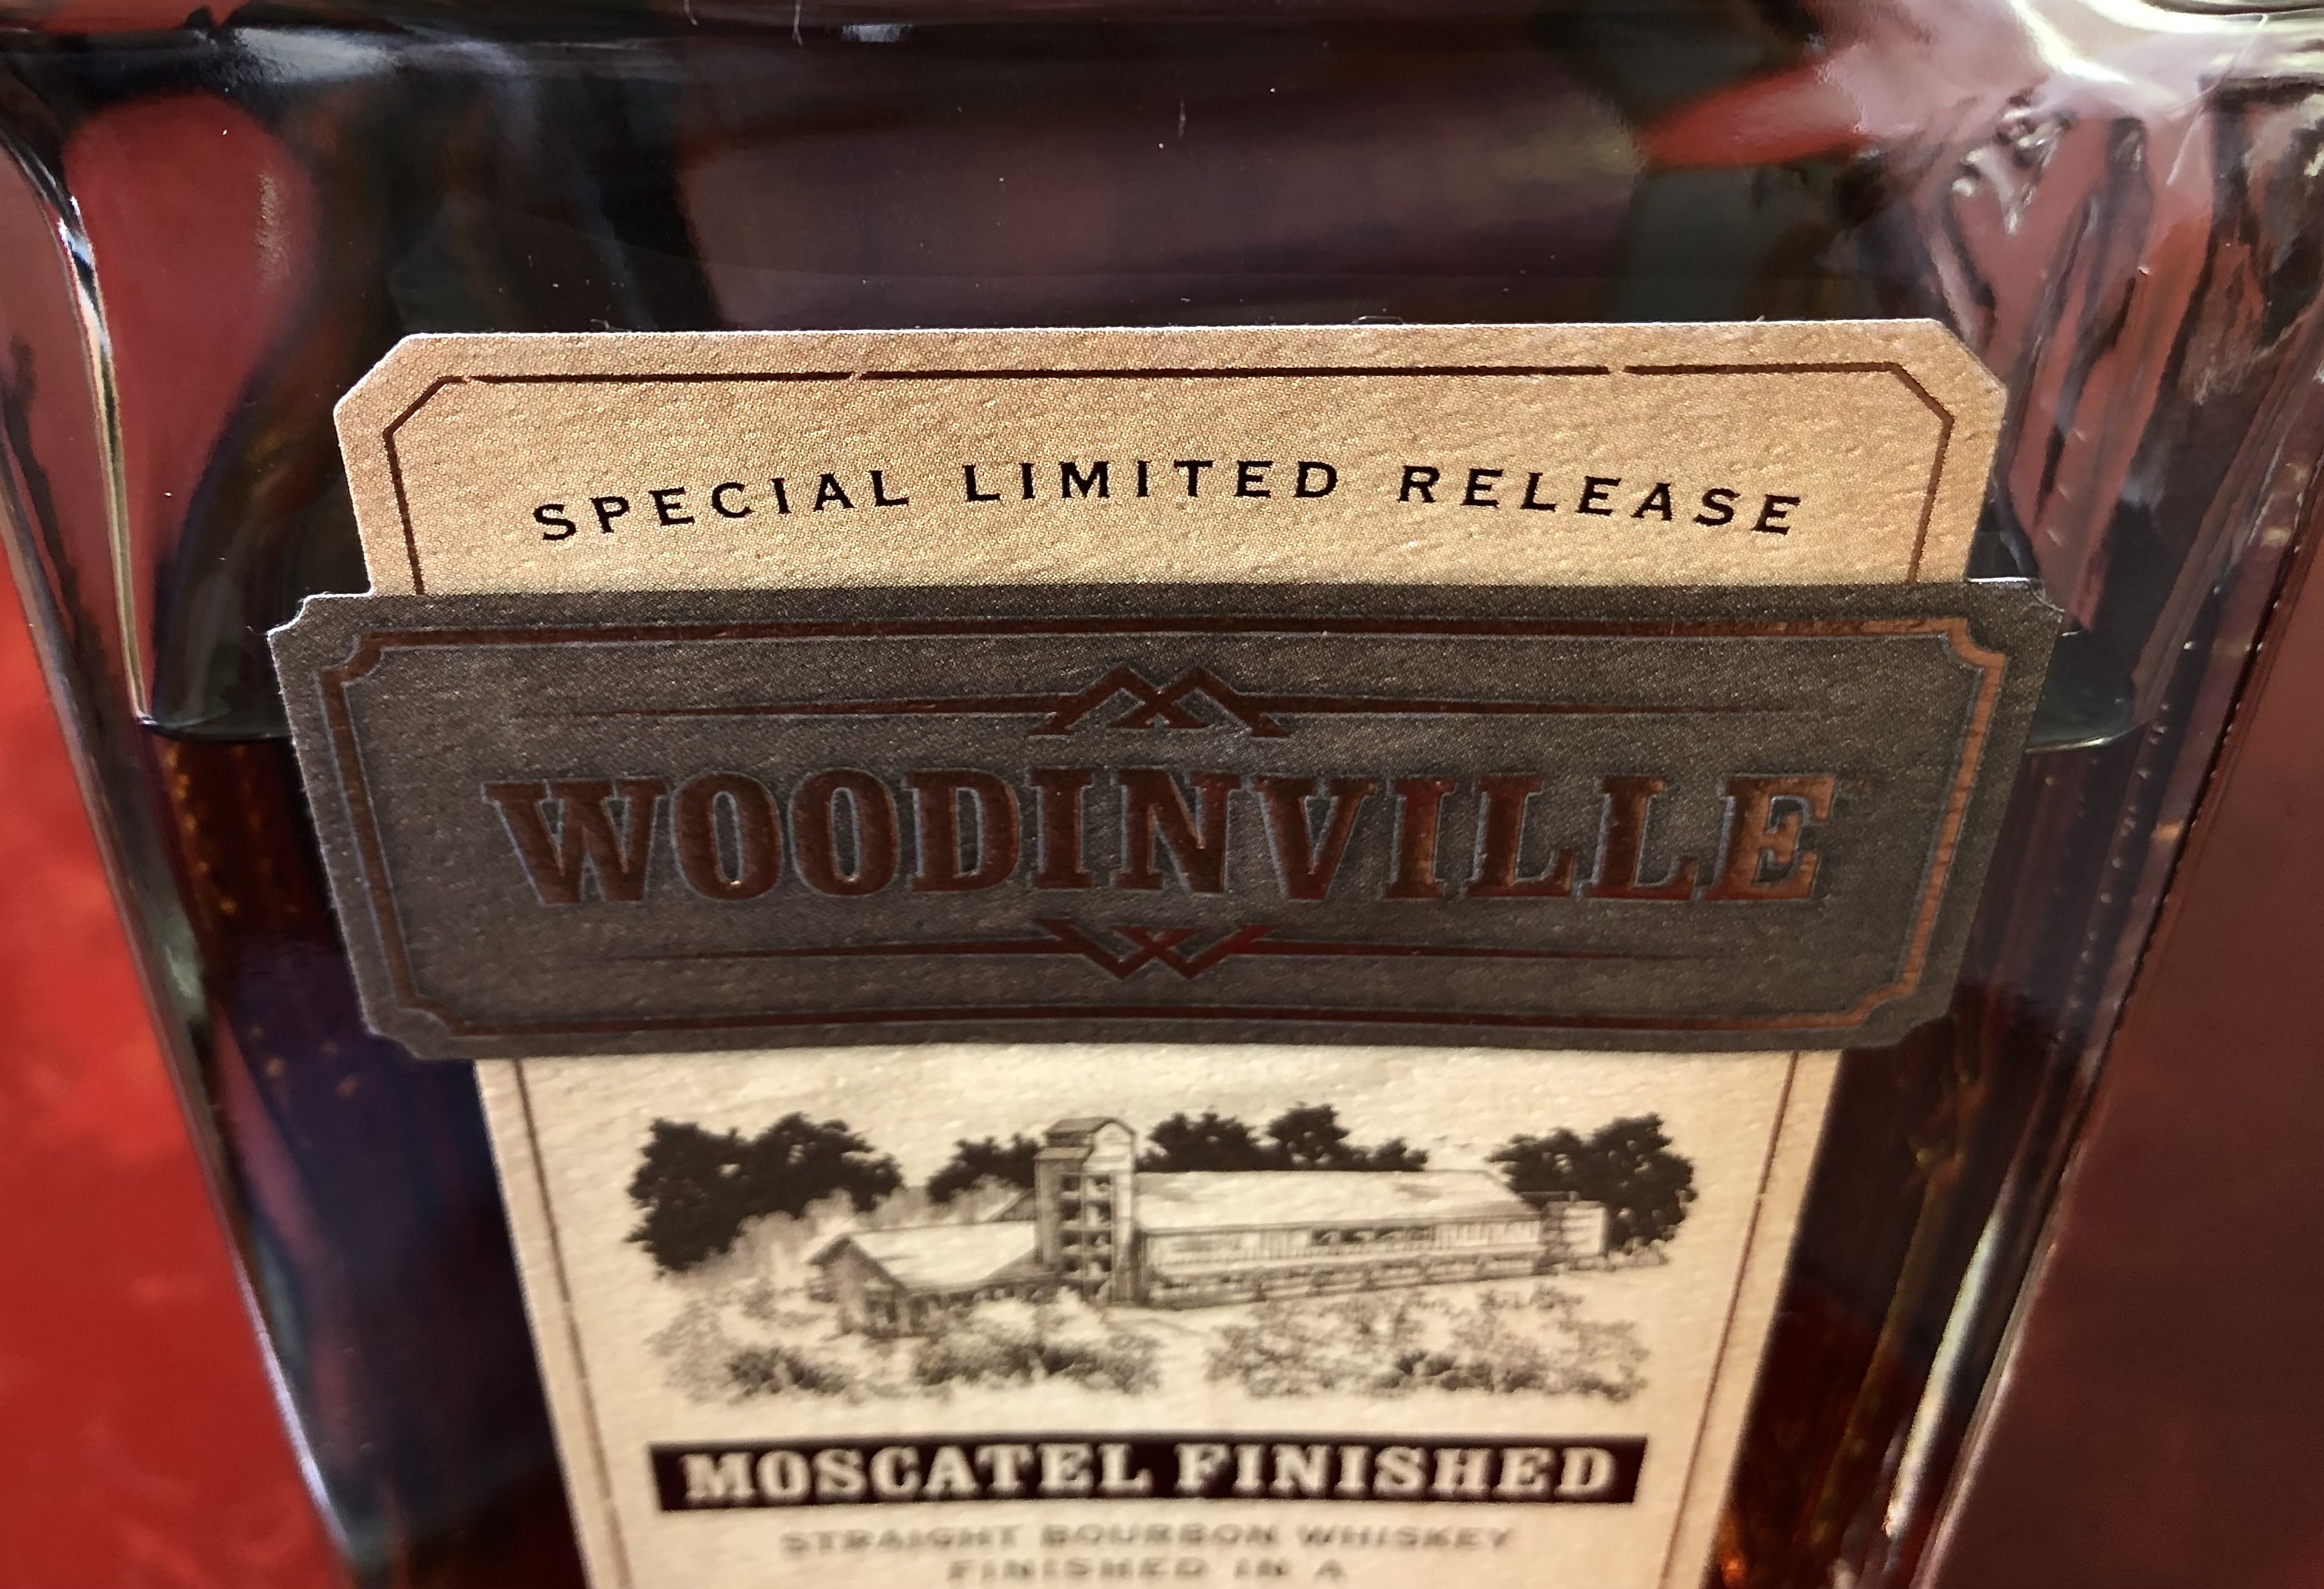 SPECIAL LIMITED RELEASE
WOODINVILLE
MOSCATEL FINISHED
STRAIGHT BOURBON WHISKEY
FINISHED IN A